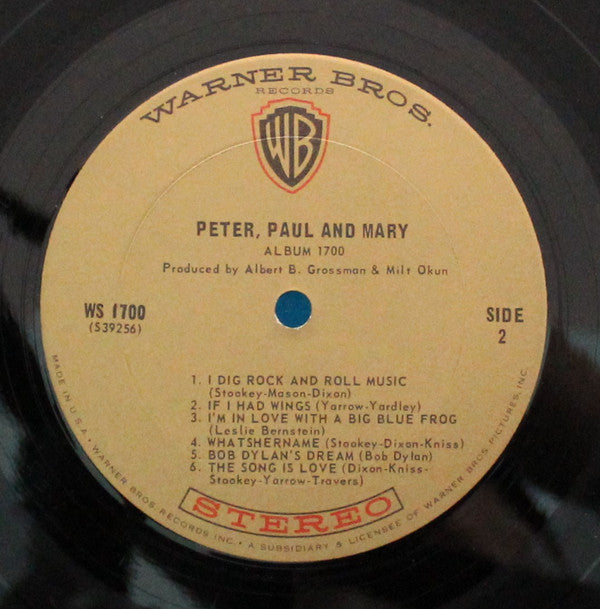 WARNER BROS.
RECORDS
WB
PETER, PAUL AND MARY
ALBUM 1700
Produced by Albert B. Grossman & Milt Okun
WS 1700
(S39256)
SIDE
2
1. I DIG ROCK AND ROLL MUSIC
(Stookey-Mason-Dixon)
2. IF I HAD WINGS (Yarrow-Yardley)
3. I'M IN LOVE WITH A BIG BLUE FROG
(Leslie Bernstein)
4. WHATSHERNAME (Stookey-Dixon-Kniss)
5. BOB DYLAN'S DREAM (Bob Dylan)
6. THE SONG IS LOVE (Dixon-Kniss-
Stookey-Yarrow-Travers)
STEREO
MADE IN U.S.A. • WARNER BROS. RECORDS INC. • A SUBSIDIARY & LICENSEE OF WARNER BROS. PICTURES, INC.